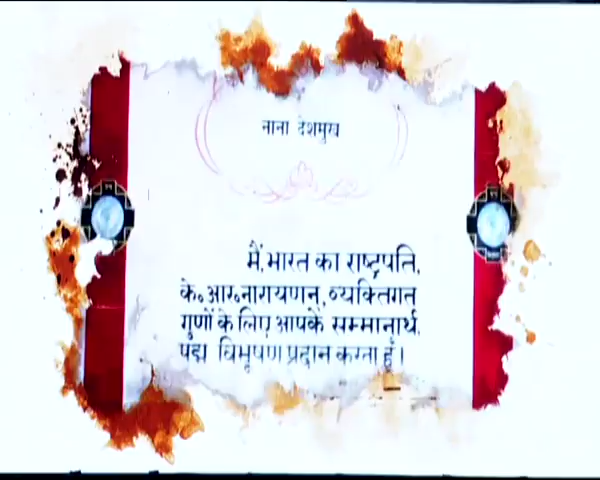 नाना देशमुख
मैं, भारत का राष्ट्रपति,
के॰आर॰नारायणन्, व्यक्तिगत
गुणों के लिए आपके सम्मानार्थ,
पद्म विभूषण प्रदान करता हूँ।